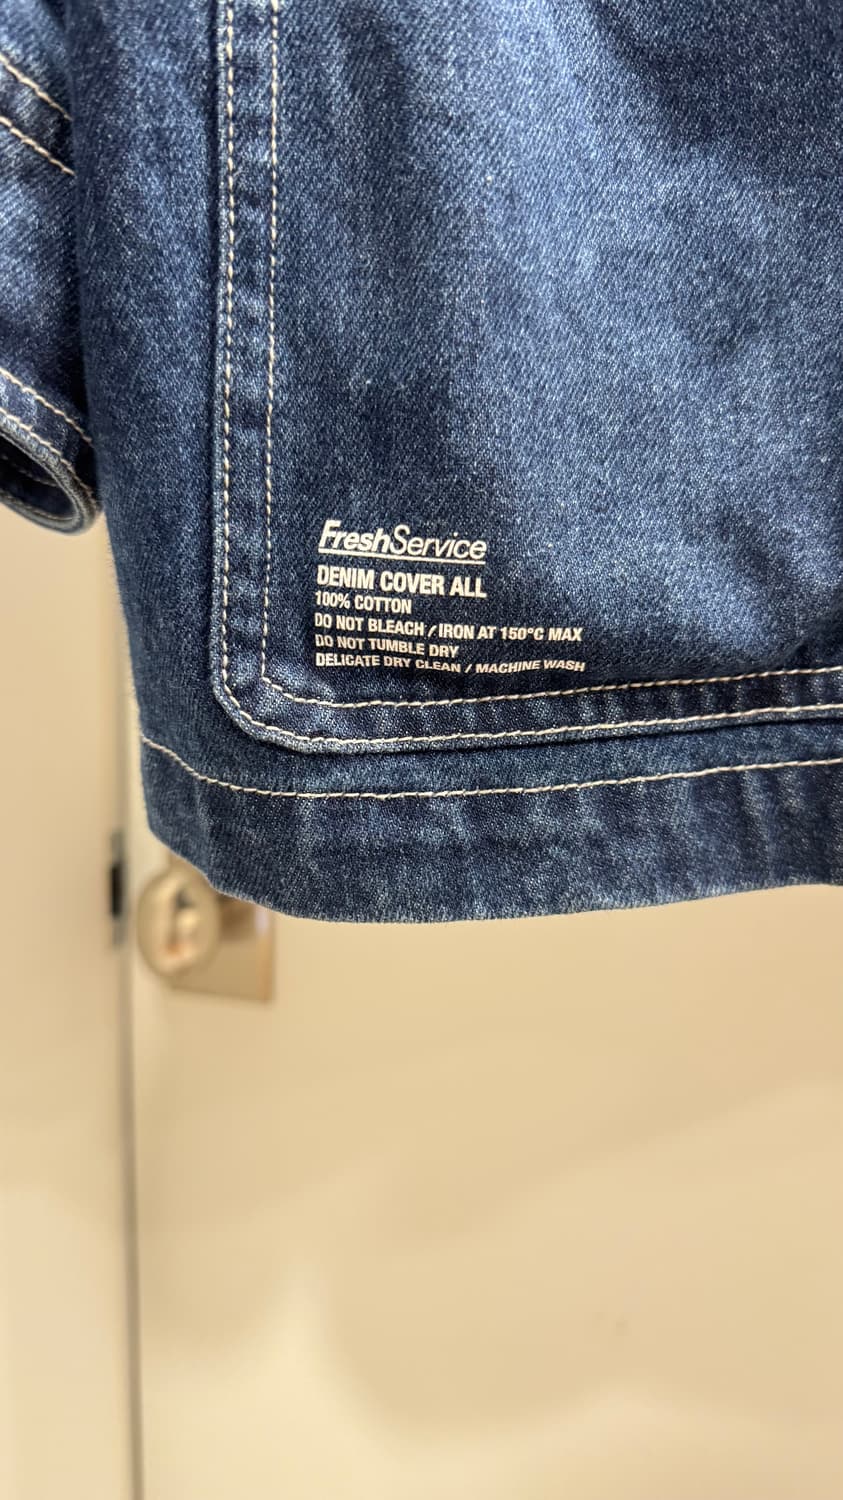 FreshService
DENIM COVER ALL
100% COTTON
DO NOT BLEACH / IRON AT 150°C MAX
DO NOT TUMBLE DRY
DELICATE DRY CLEAN / MACHINE WASH